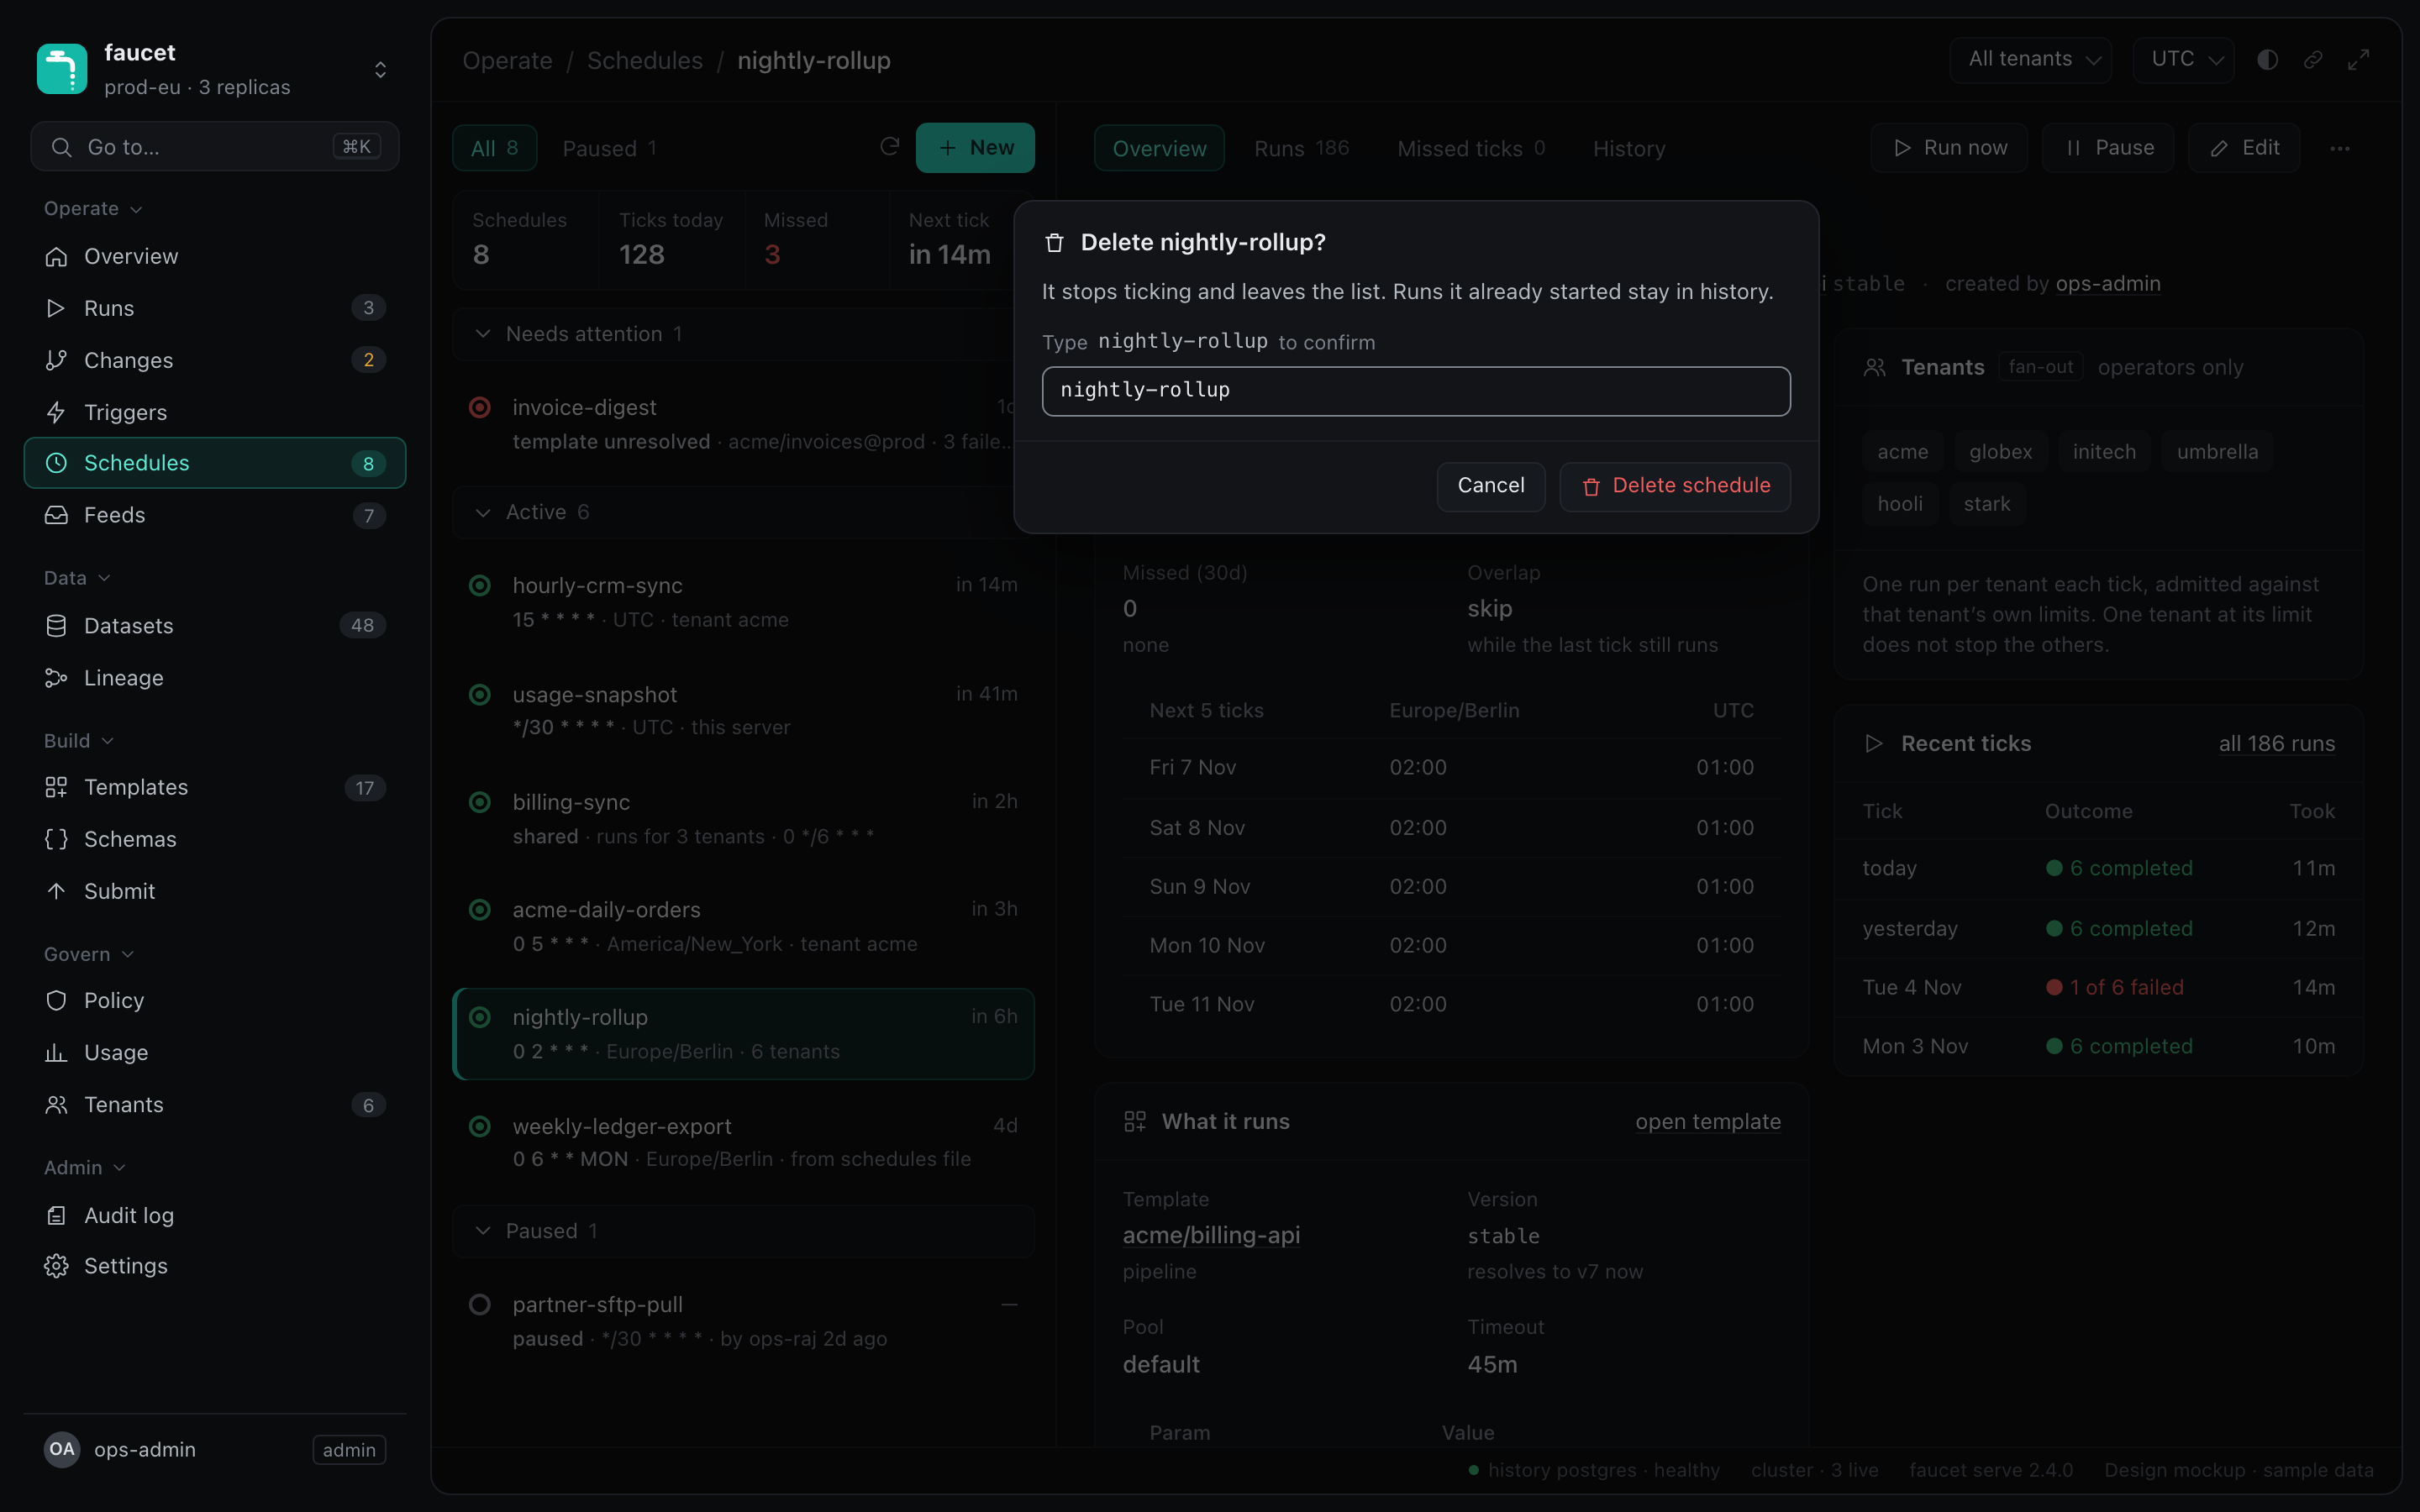 faucet
prod-eu · 3 replicas
Go to...
⌘K
Operate
Overview
Runs 3
Changes 2
Triggers
Schedules 8
Feeds 7
Data
Datasets 48
Lineage
Build
Templates 17
Schemas
Submit
Govern
Policy
Usage
Tenants 6
Admin
Audit log
Settings
OA ops-admin admin
Operate / Schedules / nightly-rollup
All tenants
UTC
All 8
Paused 1
New
Schedules
8
Ticks today
128
Missed
3
Next tick
in 14m
Needs attention 1
invoice-digest
template unresolved · acme/invoices@prod · 3 faile...
Active 6
hourly-crm-sync in 14m
15 * * * * · UTC · tenant acme
usage-snapshot in 41m
*/30 * * * * · UTC · this server
billing-sync in 2h
shared · runs for 3 tenants · 0 */6 * * *
acme-daily-orders in 3h
0 5 * * * · America/New_York · tenant acme
nightly-rollup in 6h
0 2 * * * · Europe/Berlin · 6 tenants
weekly-ledger-export 4d
0 6 * * MON · Europe/Berlin · from schedules file
Paused 1
partner-sftp-pull —
paused · */30 * * * * · by ops-raj 2d ago
Overview
Runs 186
Missed ticks 0
History
Run now
Pause
Edit
Delete nightly-rollup?
It stops ticking and leaves the list. Runs it already started stay in history.
Type nightly-rollup to confirm
nightly-rollup
Cancel
Delete schedule
stable · created by ops-admin
Missed (30d)
0
none
Overlap
skip
while the last tick still runs
Next 5 ticks Europe/Berlin UTC
Fri 7 Nov 02:00 01:00
Sat 8 Nov 02:00 01:00
Sun 9 Nov 02:00 01:00
Mon 10 Nov 02:00 01:00
Tue 11 Nov 02:00 01:00
What it runs open template
Template
acme/billing-api
pipeline
Version
stable
resolves to v7 now
Pool
default
Timeout
45m
Param Value
Tenants fan-out operators only
acme globex initech umbrella
hooli stark
One run per tenant each tick, admitted against
that tenant’s own limits. One tenant at its limit
does not stop the others.
Recent ticks all 186 runs
Tick Outcome Took
today 6 completed 11m
yesterday 6 completed 12m
Tue 4 Nov 1 of 6 failed 14m
Mon 3 Nov 6 completed 10m
history postgres · healthy
cluster · 3 live
faucet serve 2.4.0
Design mockup · sample data